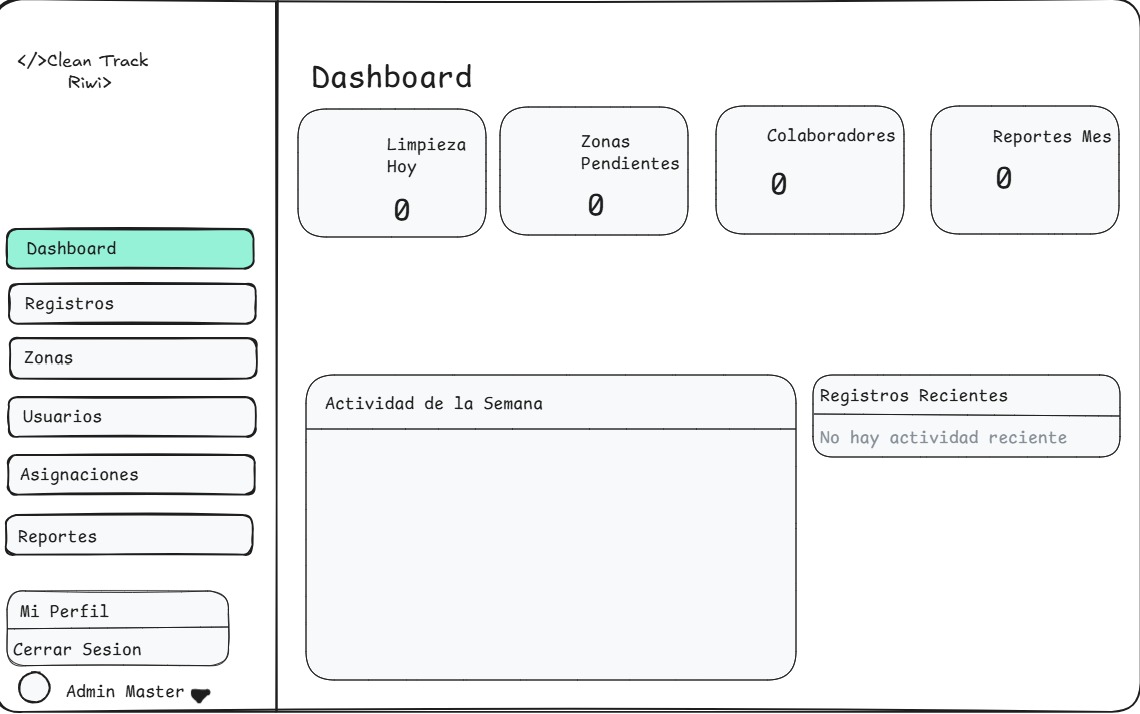 </>Clean Track
Riwi>
Dashboard
Registros
Zonas
Usuarios
Asignaciones
Reportes
Mi Perfil
Cerrar Sesion
Admin Master
Dashboard
Limpieza
Hoy
0
Zonas
Pendientes
0
Colaboradores
0
Reportes Mes
0
Actividad de la Semana
Registros Recientes
No hay actividad reciente